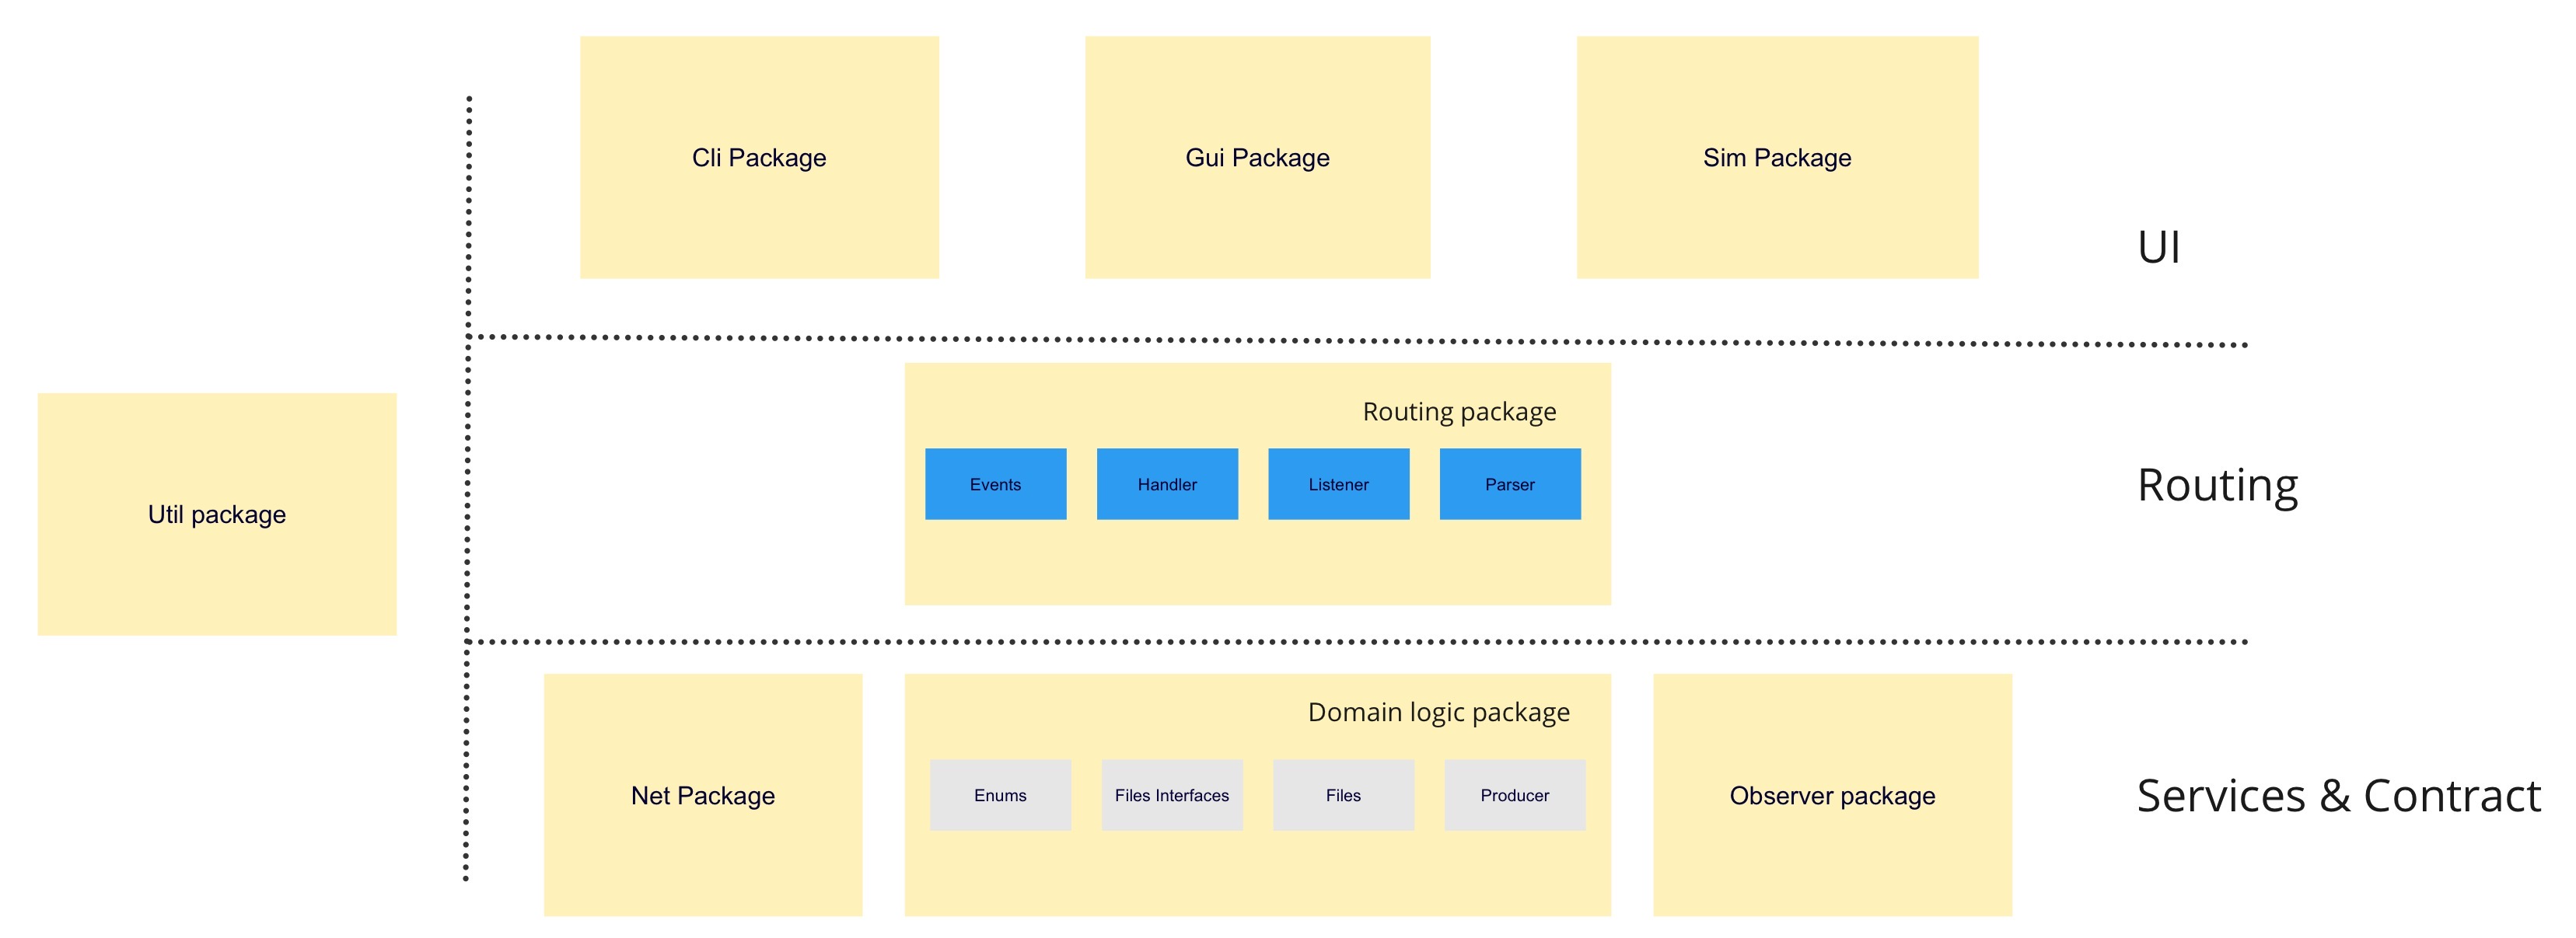 Cli Package
Gui Package
Sim Package
UI
Util package
Routing package
Events
Handler
Listener
Parser
Routing
Domain logic package
Net Package
Enums
Files Interfaces
Files
Producer
Observer package
Services & Contract